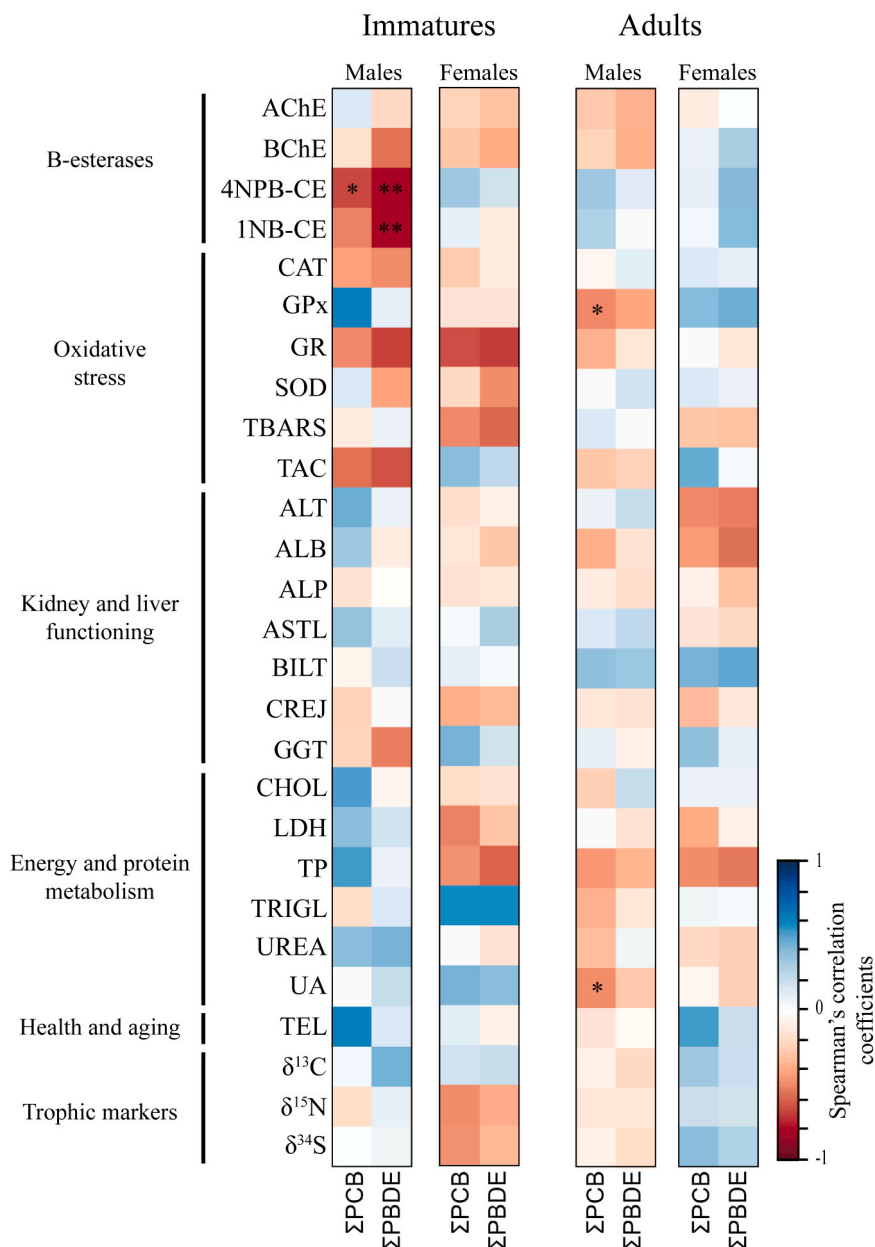 Immatures Adults
Males Females Males Females
B-esterases
AChE
BChE
4NPB-CE * **
1NB-CE **
Oxidative
stress
CAT
GPx *
GR
SOD
TBARS
TAC
Kidney and liver
functioning
ALT
ALB
ALP
ASTL
BILT
CREJ
GGT
Energy and protein
metabolism
CHOL
LDH
TP
TRIGL
UREA
UA *
Health and aging
TEL
Trophic markers
δ¹³C
δ¹⁵N
δ³⁴S
ΣPCB ΣPBDE ΣPCB ΣPBDE ΣPCB ΣPBDE ΣPCB ΣPBDE
1
0
-1
Spearman's correlation
coefficients